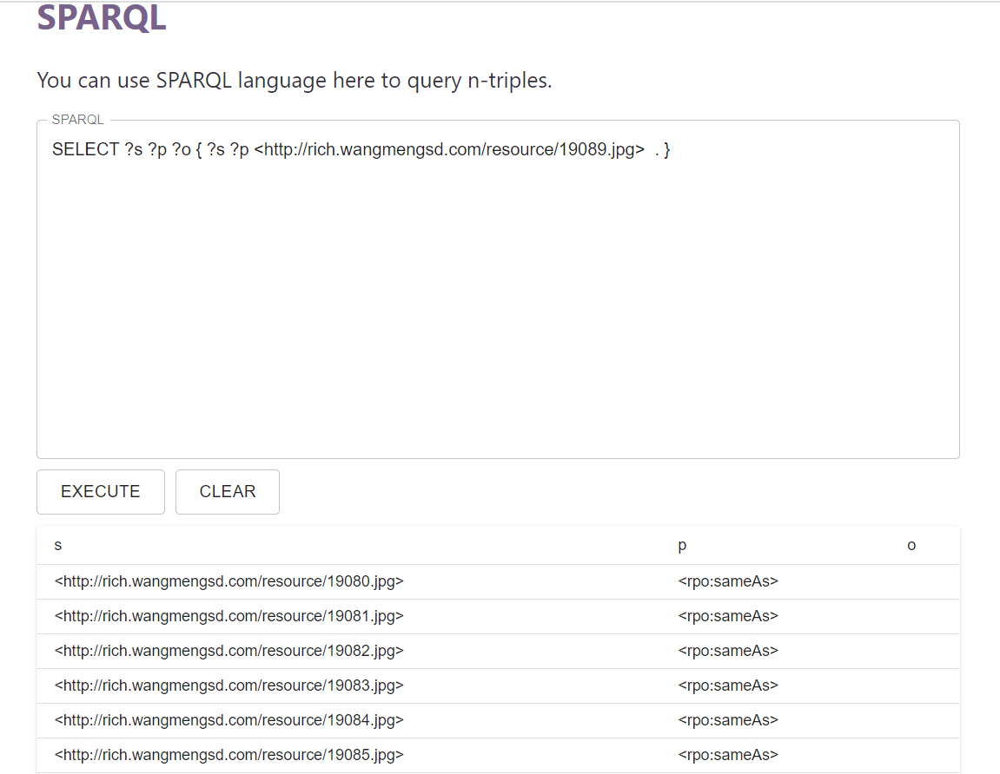 SPARQL
You can use SPARQL language here to query n-triples.
SPARQL
SELECT ?s ?p ?o { ?s ?p <http://rich.wangmengsd.com/resource/19089.jpg>  . }
EXECUTE CLEAR
s p o
<http://rich.wangmengsd.com/resource/19080.jpg> <rpo:sameAs>
<http://rich.wangmengsd.com/resource/19081.jpg> <rpo:sameAs>
<http://rich.wangmengsd.com/resource/19082.jpg> <rpo:sameAs>
<http://rich.wangmengsd.com/resource/19083.jpg> <rpo:sameAs>
<http://rich.wangmengsd.com/resource/19084.jpg> <rpo:sameAs>
<http://rich.wangmengsd.com/resource/19085.jpg> <rpo:sameAs>